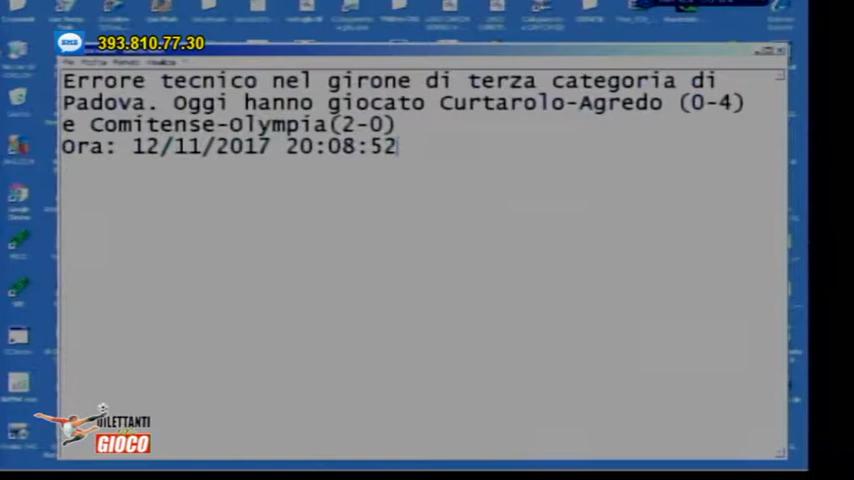 393.810.77.30
Errore tecnico nel girone di terza categoria di
Padova. Oggi hanno giocato Curtarolo-Agredo (0-4)
e Comitense-Olympia(2-0)
Ora: 12/11/2017 20:08:52
DILETTANTI
GIOCO